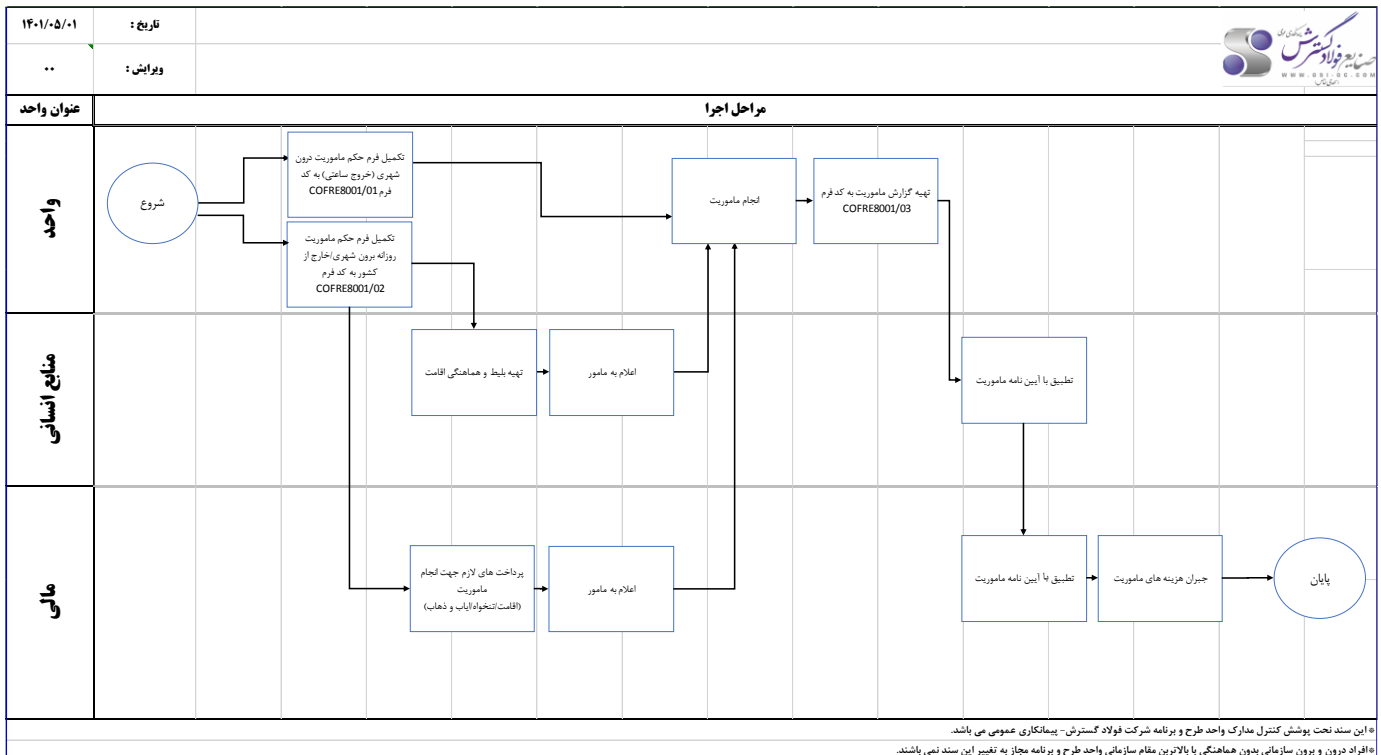 تاریخ :
۱۴۰۱/۰۵/۰۱
ویرایش :
۰۰
صنایع فولاد گسترش
WWW.OSI-GC.COM
عنوان واحد
مراحل اجرا
واحد
شروع
تکمیل فرم حکم ماموریت درون
شهری (خروج ساعتی) به کد
فرم COFRE8001/01
تکمیل فرم حکم ماموریت
روزانه برون شهری/خارج از
کشور به کد فرم
COFRE8001/02
انجام ماموریت
تهیه گزارش ماموریت به کد فرم
COFRE8001/03
منابع انسانی
تهیه بلیط و هماهنگی اقامت
اعلام به مامور
تطبیق با آیین نامه ماموریت
مالی
پرداخت های لازم جهت انجام
ماموریت
(اقامت/تنخواه/ایاب و ذهاب)
اعلام به مامور
تطبیق با آیین نامه ماموریت
جبران هزینه های ماموریت
پایان
*این سند تحت پوشش کنترل مدارک واحد طرح و برنامه شرکت فولاد گسترش- پیمانکاری عمومی می باشد.
*افراد درون و برون سازمانی بدون هماهنگی با بالاترین مقام سازمانی واحد طرح و برنامه مجاز به تغییر این سند نمی باشند.